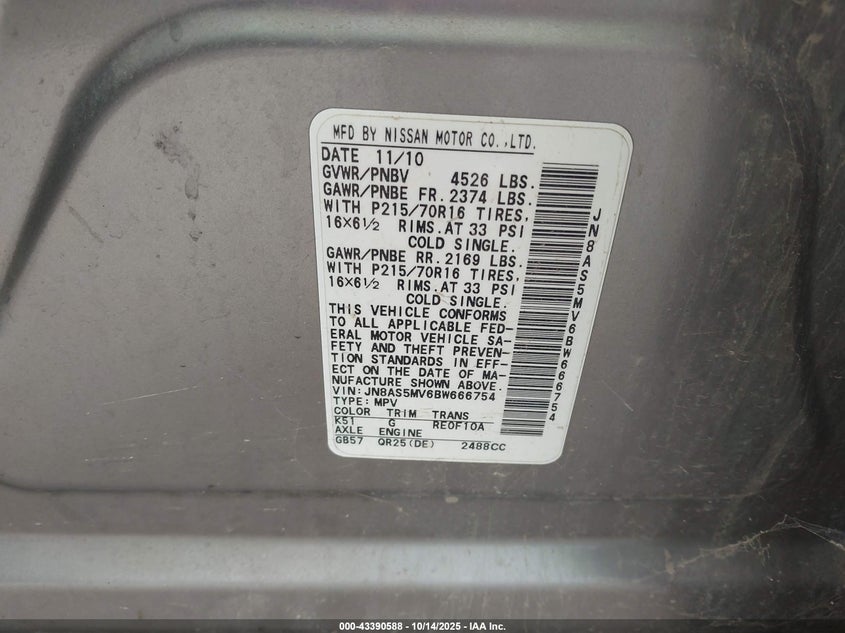 MFD BY NISSAN MOTOR CO.,LTD.
DATE 11/10
GVWR/PNBV 4526 LBS.
GAWR/PNBE FR. 2374 LBS.
WITH P215/70R16 TIRES,
16×6½ RIMS.AT 33 PSI
COLD SINGLE.
GAWR/PNBE RR. 2169 LBS.
WITH P215/70R16 TIRES,
16×6½ RIMS.AT 33 PSI
COLD SINGLE.
THIS VEHICLE CONFORMS
TO ALL APPLICABLE FED-
ERAL MOTOR VEHICLE SA-
FETY AND THEFT PREVEN-
TION STANDARDS IN EFF-
ECT ON THE DATE OF MA-
NUFACTURE SHOWN ABOVE.
VIN:JN8AS5MV6BW666754
TYPE:MPV
COLOR TRIM TRANS
K51 G RE0F10A
AXLE ENGINE
GB57 QR25(DE) 2488CC
JN8AS5MV6BW666754
000-43390588 - 10/14/2025 - IAA Inc.